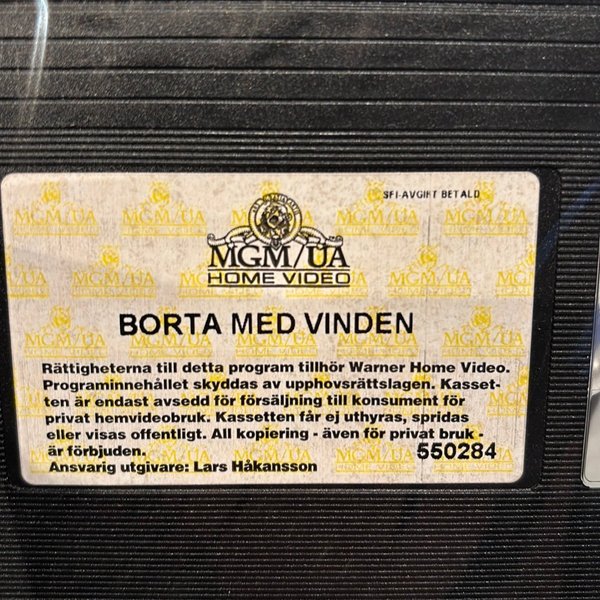 SFI-AVGIFT BETALD
MGM/UA
HOME VIDEO
BORTA MED VINDEN
Rättigheterna till detta program tillhör Warner Home Video.
Programinnehållet skyddas av upphovsrättslagen. Kasset-
ten är endast avsedd för försäljning till konsument för
privat hemvideobruk. Kassetten får ej uthyras, spridas
eller visas offentligt. All kopiering - även för privat bruk -
är förbjuden.
550284
Ansvarig utgivare: Lars Håkansson